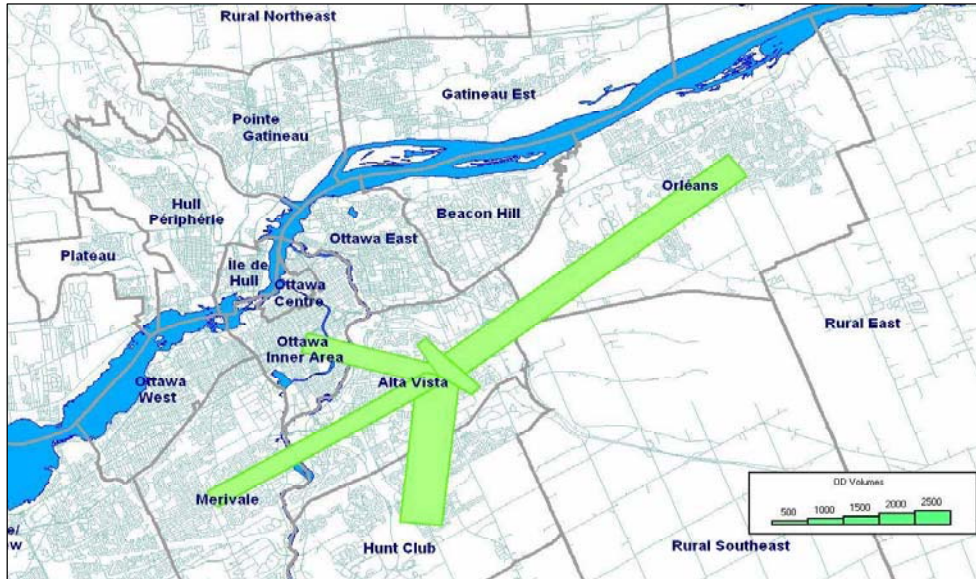 Rural Northeast
Gatineau Est
Pointe
Gatineau
Orléans
Hull
Périphérie
Beacon Hill
Ottawa East
Plateau
Île de
Hull
Ottawa
Centre
Rural East
Ottawa
Inner Area
Alta Vista
Ottawa
West
Merivale
OD Volumes
500 1000 1500 2000 2500
Hunt Club
Rural Southeast